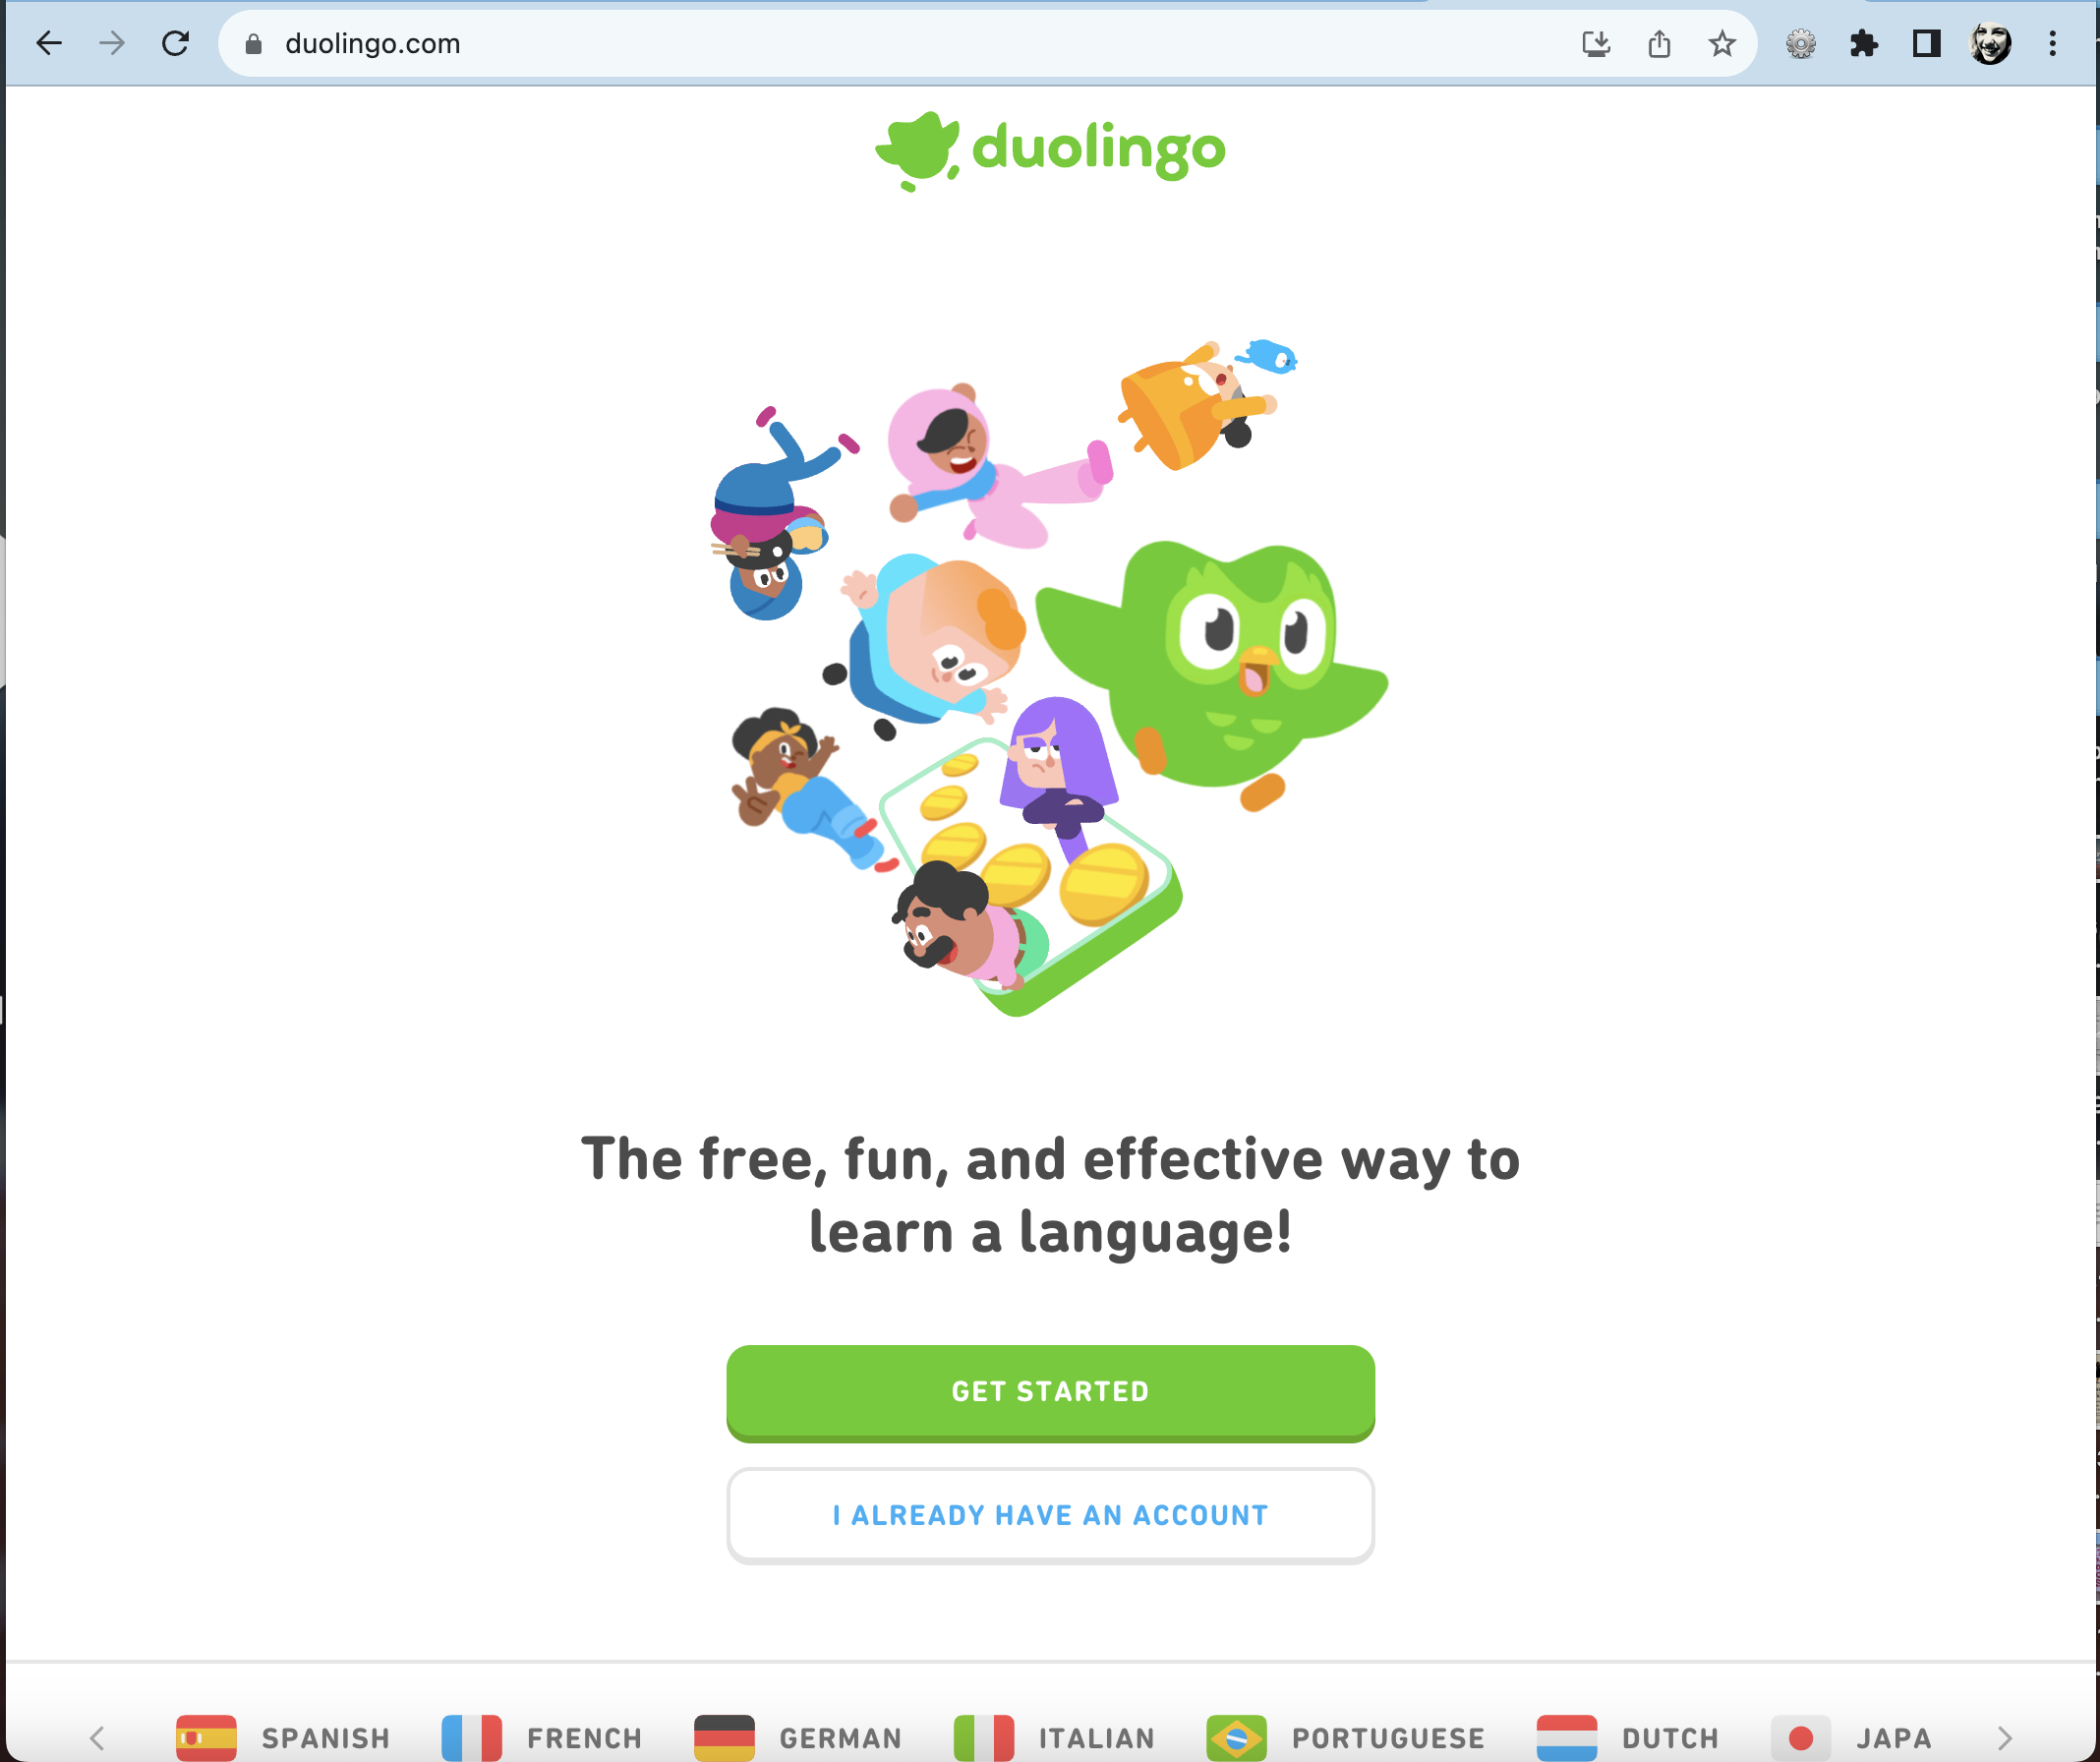 duolingo.com
duolingo
The free, fun, and effective way to
learn a language!
GET STARTED
I ALREADY HAVE AN ACCOUNT
SPANISH FRENCH GERMAN ITALIAN PORTUGUESE DUTCH JAPA